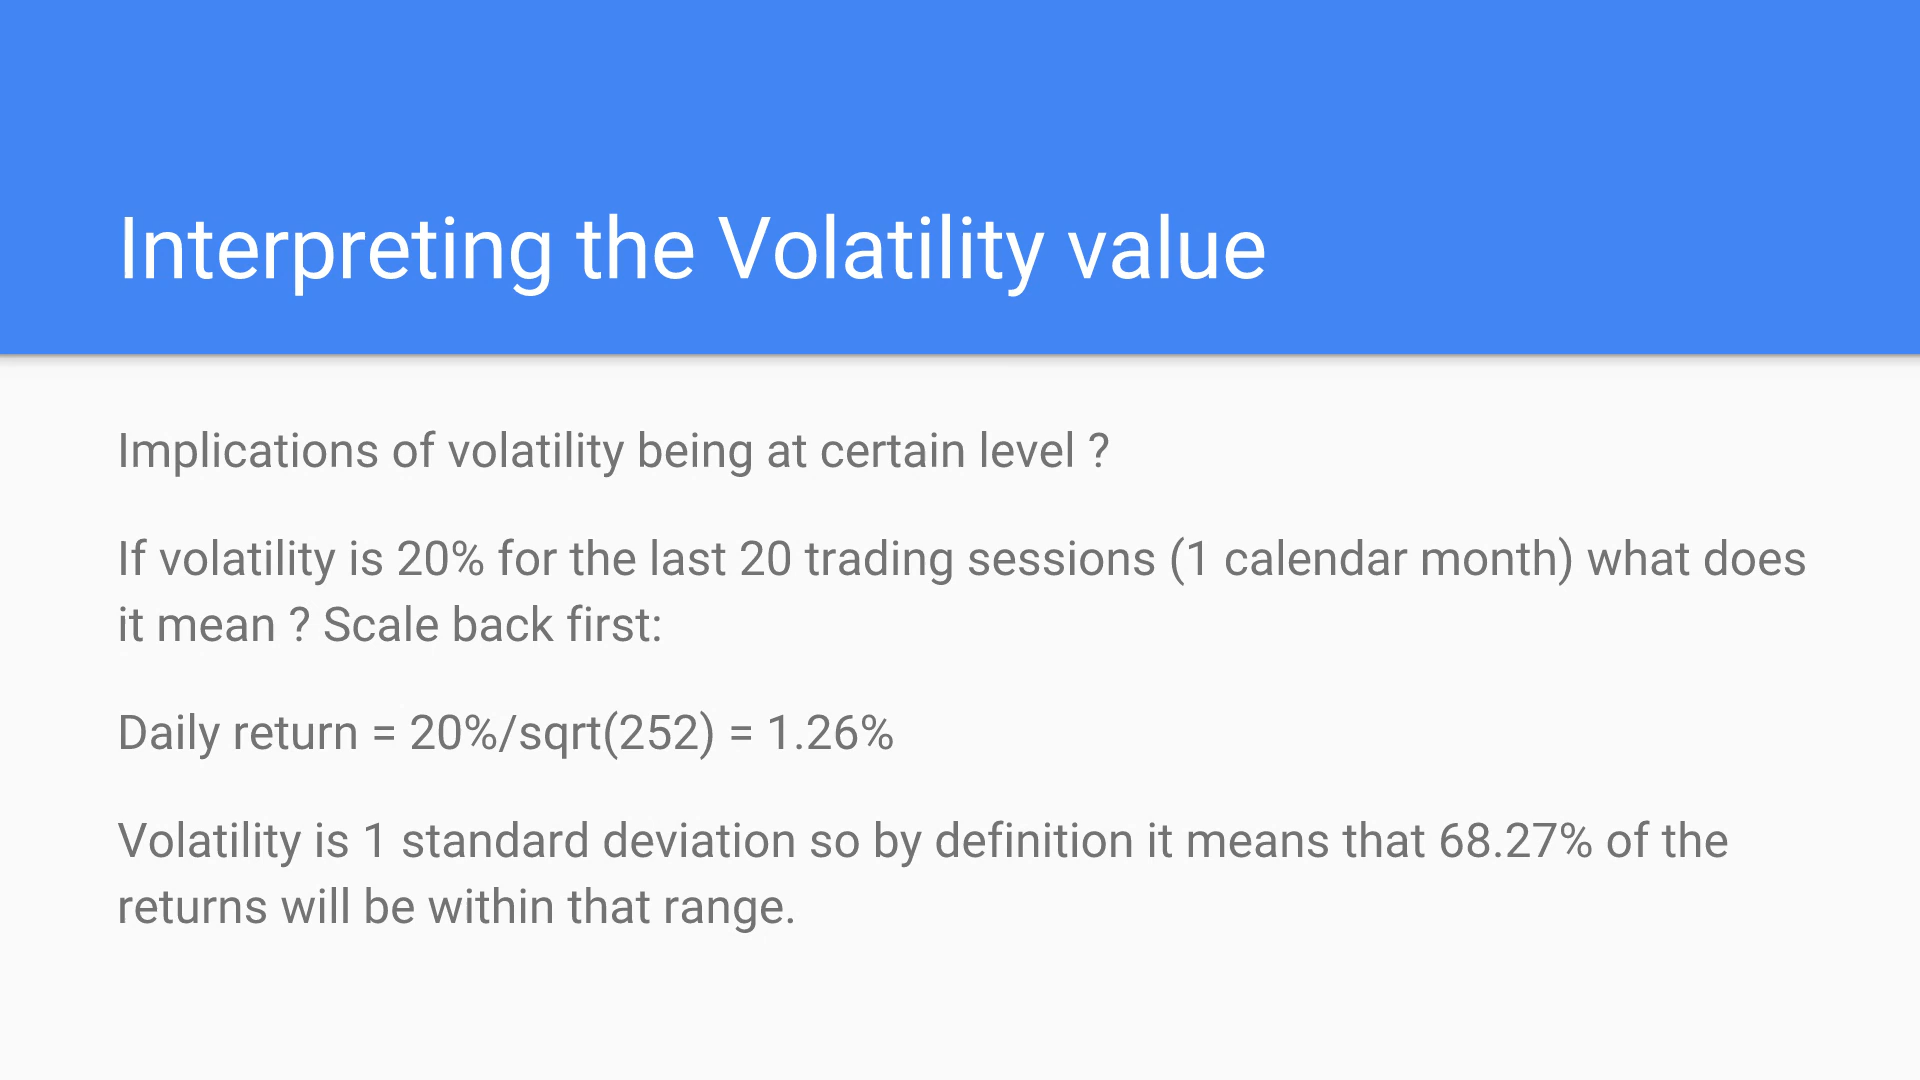 Interpreting the Volatility value
Implications of volatility being at certain level ?
If volatility is 20% for the last 20 trading sessions (1 calendar month) what does
it mean ? Scale back first:
Daily return = 20%/sqrt(252) = 1.26%
Volatility is 1 standard deviation so by definition it means that 68.27% of the
returns will be within that range.